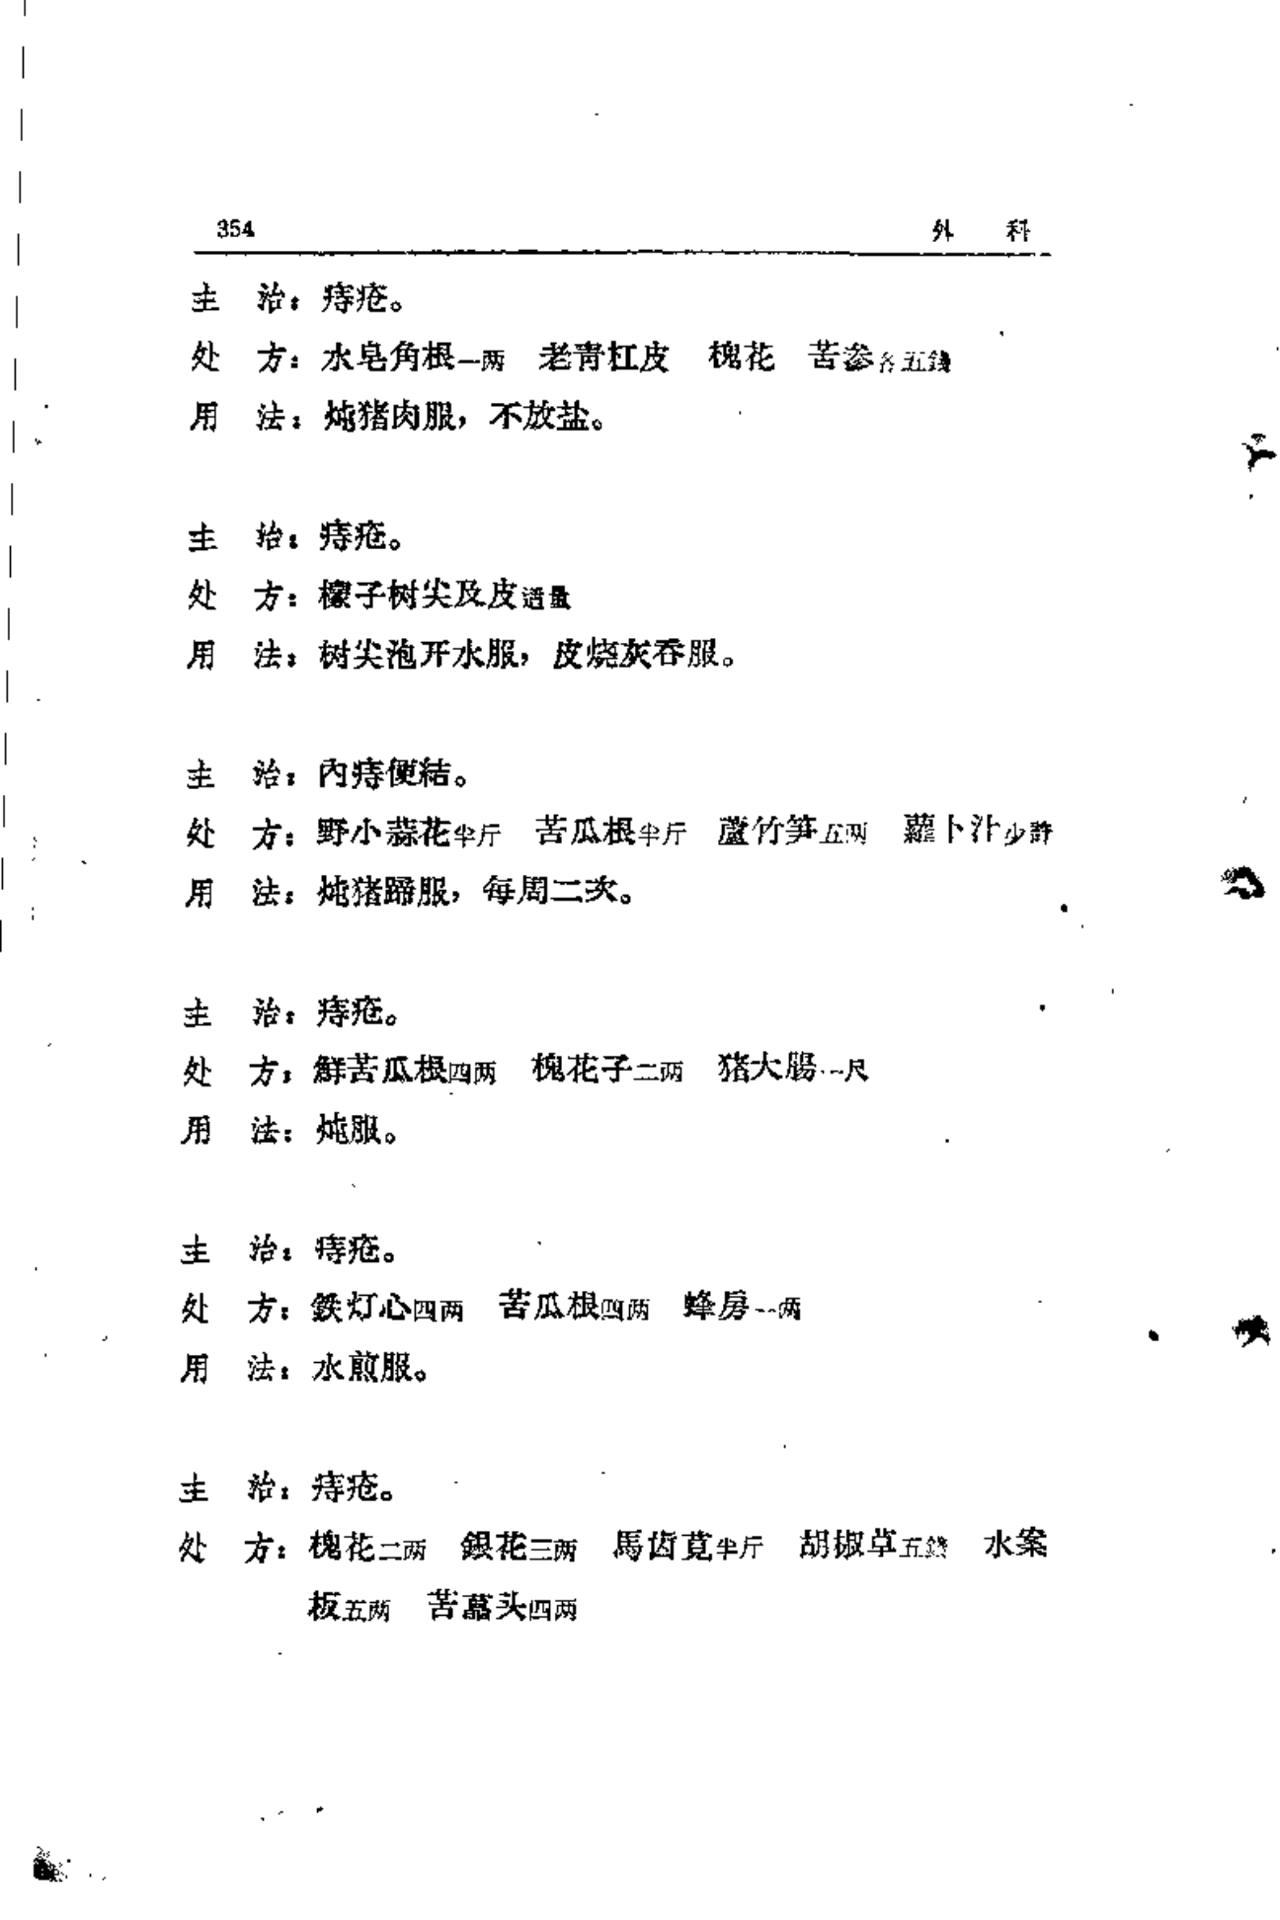 354 外 科
主 治：痔疮。
处 方：水皂角根一两 老青杠皮 槐花 苦参各五錢
用 法：炖猪肉服，不放盐。
主 治：痔疮。
处 方：檬子树尖及皮适量
用 法：树尖泡开水服，皮烧灰吞服。
主 治：內痔便結。
处 方：野小蒜花半斤 苦瓜根半斤 蘆竹笋五两 蘿卜汁少許
用 法：炖猪蹄服，每周二次。
主 治：痔疮。
处 方：鮮苦瓜根四两 槐花子二两 猪大腸一尺
用 法：炖服。
主 治：痔疮。
处 方：鉄灯心四两 苦瓜根四两 蜂房一两
用 法：水煎服。
主 治：痔疮。
处 方：槐花二两 銀花三两 馬齿莧半斤 胡椒草五錢 水案
板五两 苦藠头四两